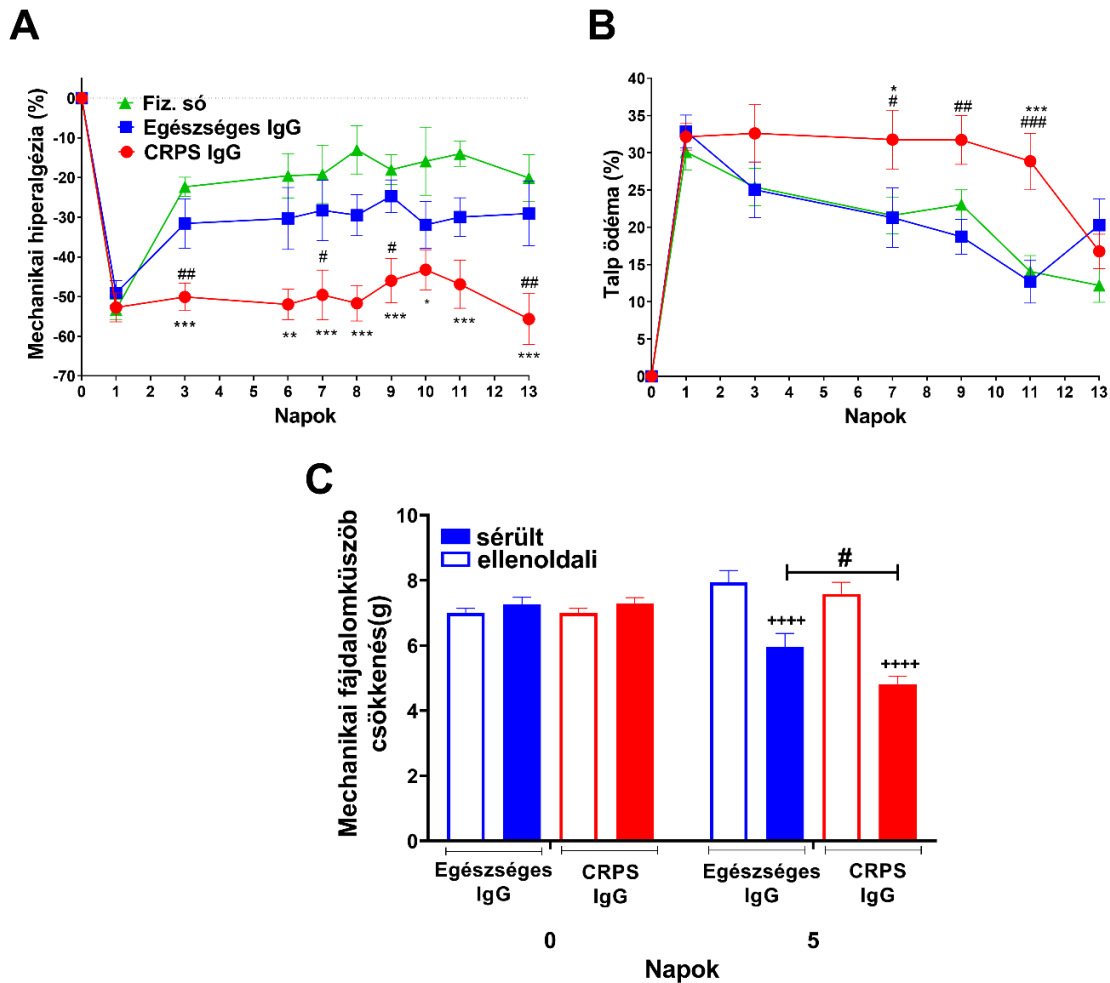 A
Mechanikai hiperalgézia (%)
0
-10
-20
-30
-40
-50
-60
-70
Fiz. só
Egészséges IgG
CRPS IgG
# # ##
## 
*** ** *** *** *** * *** ***
0 1 2 3 4 5 6 7 8 9 10 11 12 13
Napok
B
Talp ödéma (%)
40
35
30
25
20
15
10
5
0
* ***
# ## ###
0 1 2 3 4 5 6 7 8 9 10 11 12 13
Napok
C
Mechanikai fájdalomküszöb
csökkenés(g)
10
8
6
4
2
0
sérült
ellenoldali
#
++++
++++
Egészséges CRPS Egészséges CRPS
IgG IgG IgG IgG
0 5
Napok